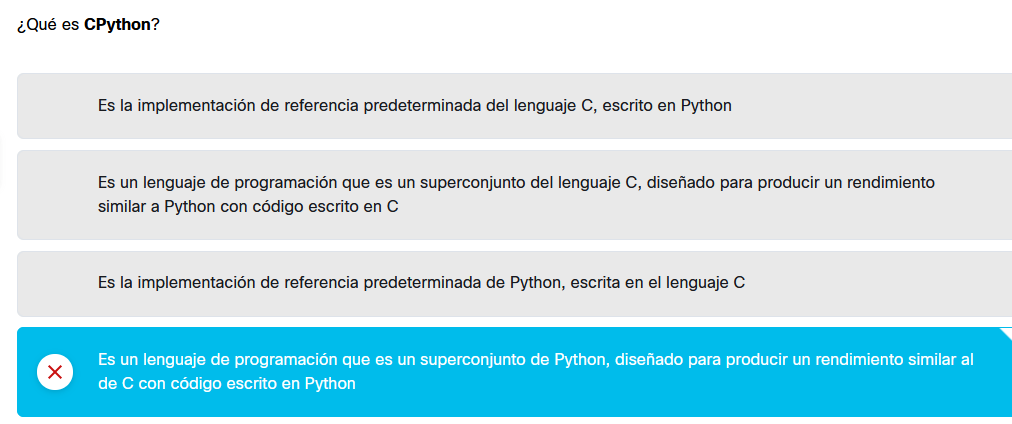 ¿Qué es CPython?
Es la implementación de referencia predeterminada del lenguaje C, escrito en Python
Es un lenguaje de programación que es un superconjunto del lenguaje C, diseñado para producir un rendimiento
similar a Python con código escrito en C
Es la implementación de referencia predeterminada de Python, escrita en el lenguaje C
Es un lenguaje de programación que es un superconjunto de Python, diseñado para producir un rendimiento similar al
de C con código escrito en Python